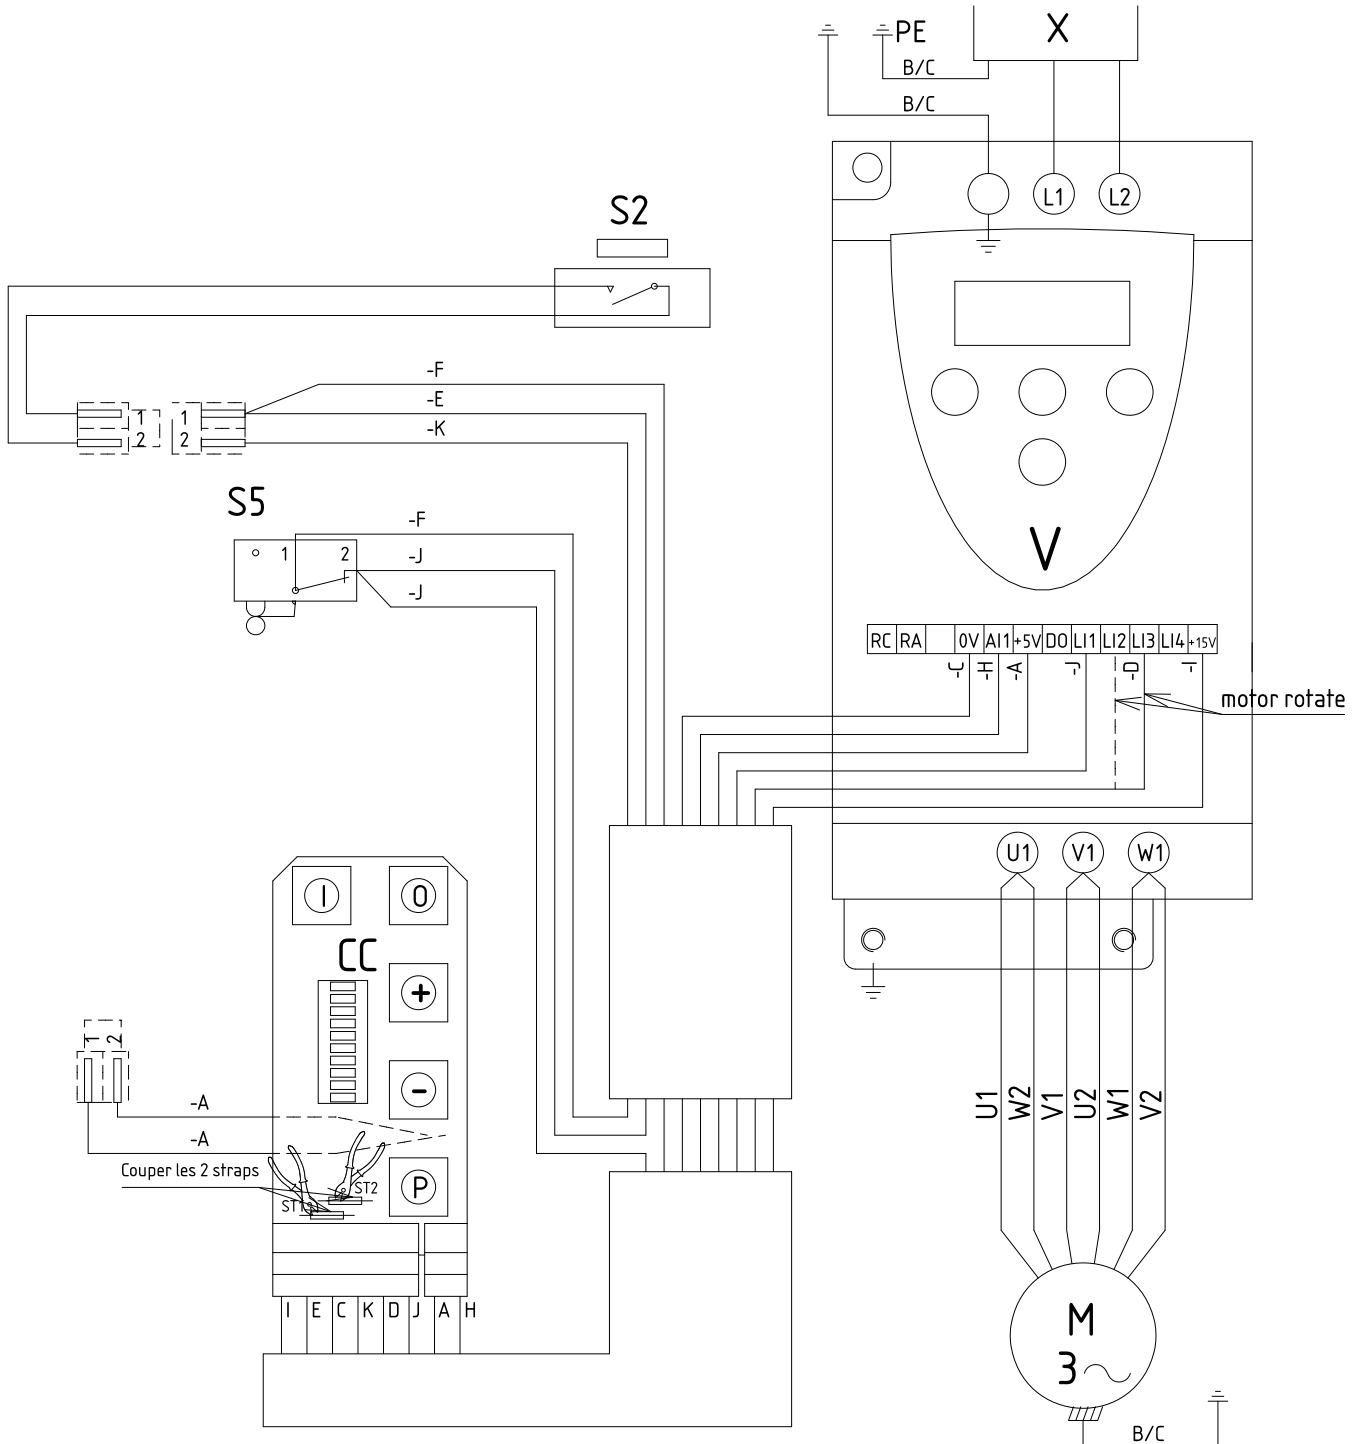 PE
X
B/C
B/C
L1
L2
S2
-F
-E
-K
1
2
1
2
S5
-F
1
2
-J
-J
V
RC RA 0V AI1 +5V DO LI1 LI2 LI3 LI4 +15V
-C
-H
-A
-J
-D
-I
motor rotate
U1
V1
W1
I
O
CC
+
-
P
1
2
-A
-A
Couper les 2 straps
ST2
ST1
I E C K D J A H
U1
W2
V1
U2
W1
V2
M
3~
B/C